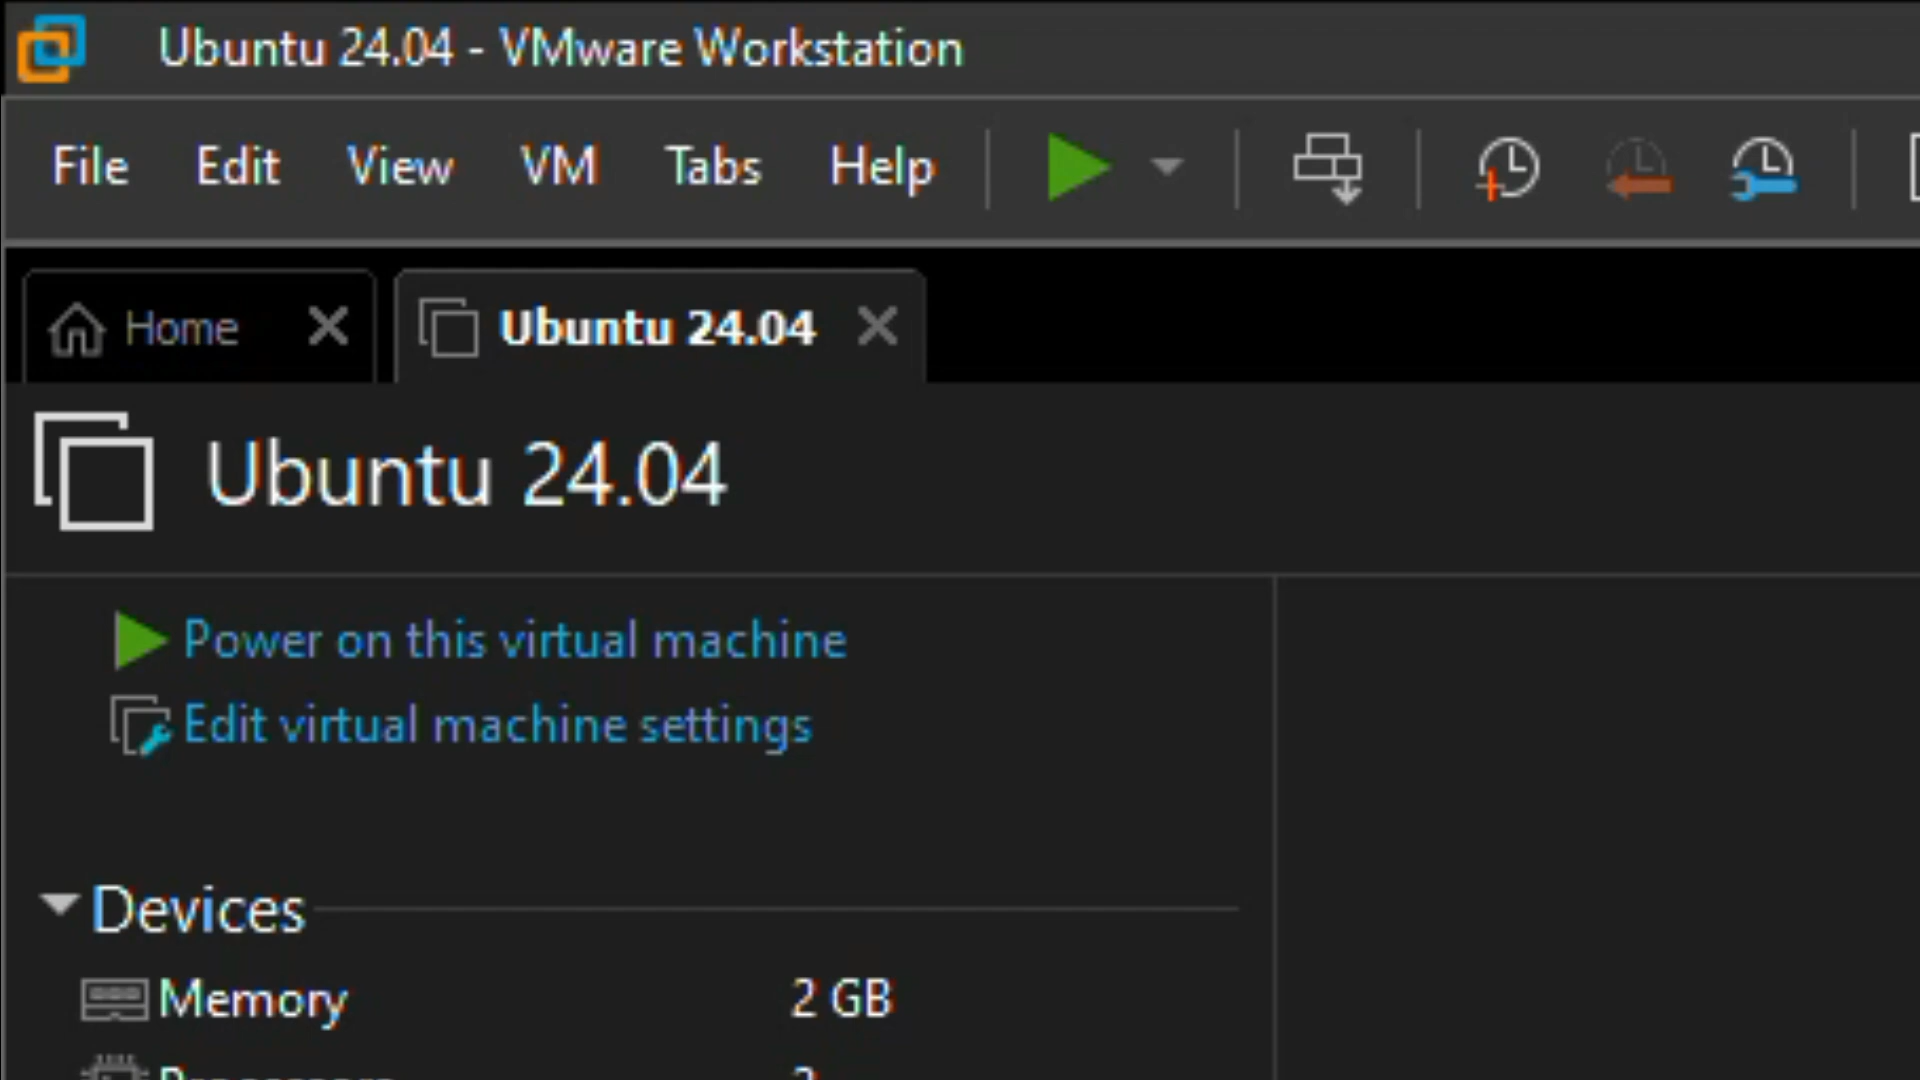 Ubuntu 24.04 - VMware Workstation
File Edit View VM Tabs Help
Home Ubuntu 24.04
Ubuntu 24.04
Power on this virtual machine
Edit virtual machine settings
Devices
Memory 2 GB
Processors